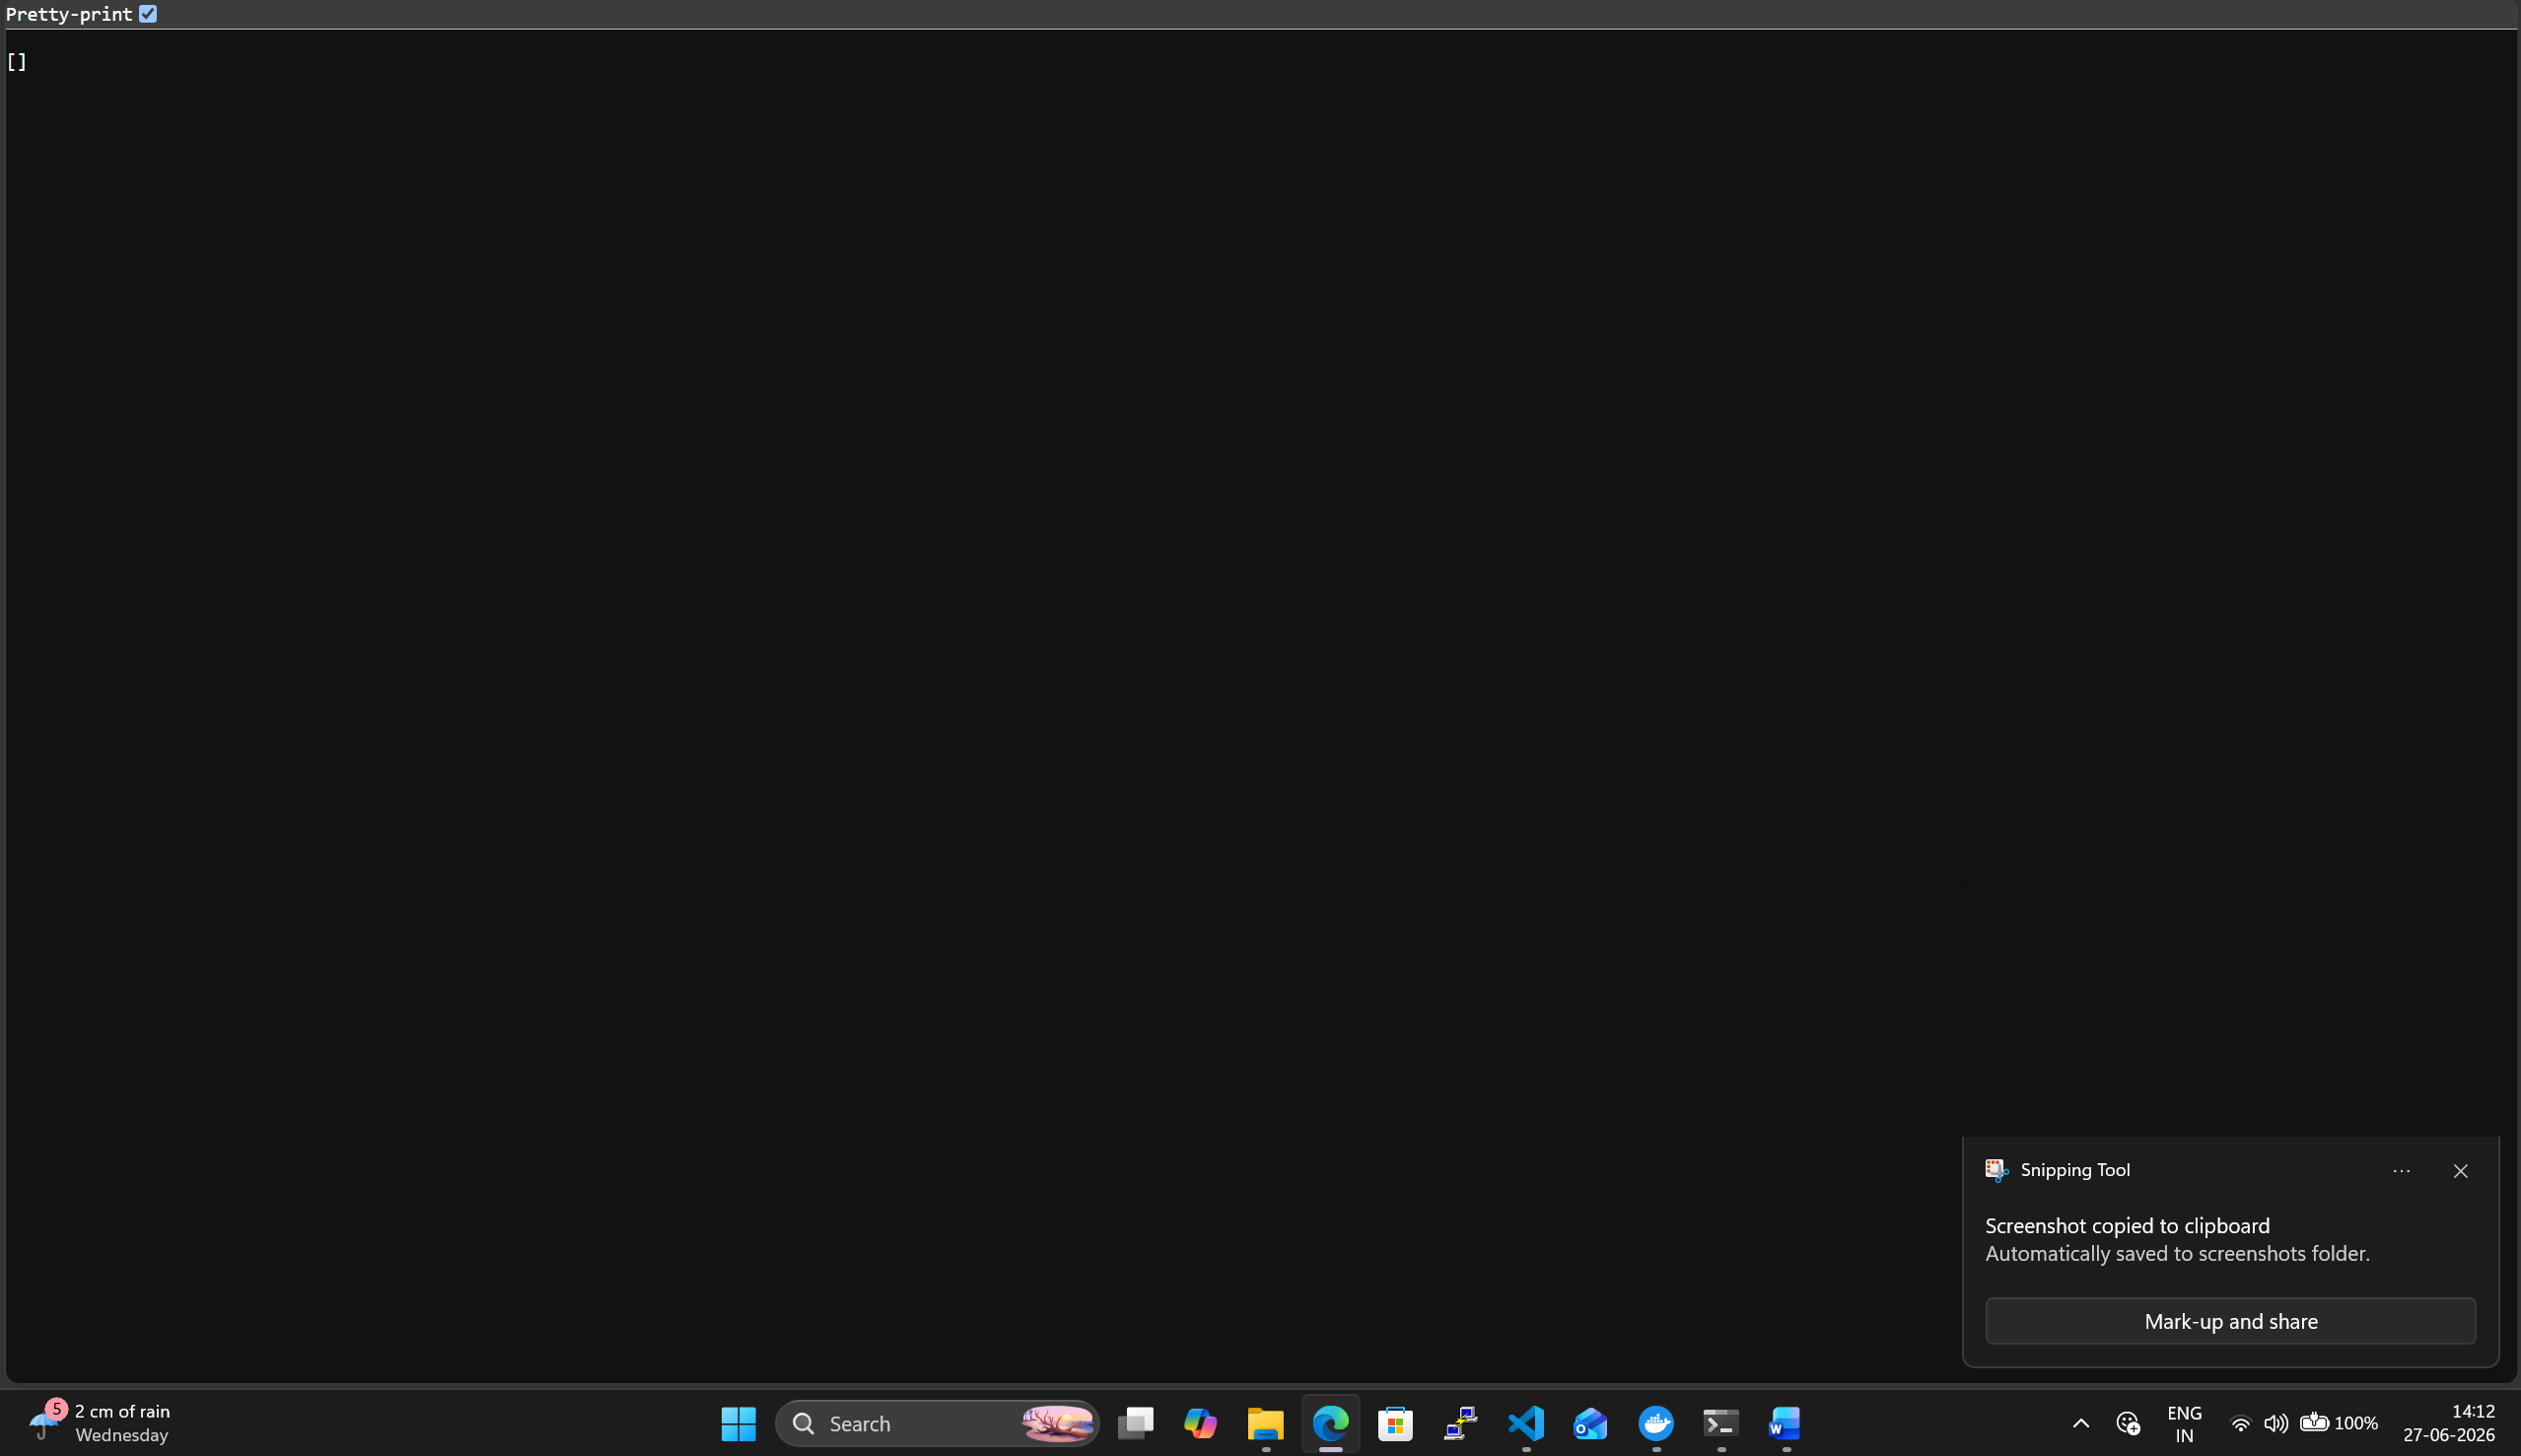 Pretty-print
[]
Snipping Tool
Screenshot copied to clipboard
Automatically saved to screenshots folder.
Mark-up and share
5
2 cm of rain
Wednesday
Search
ENG
IN
100%
14:12
27-06-2026